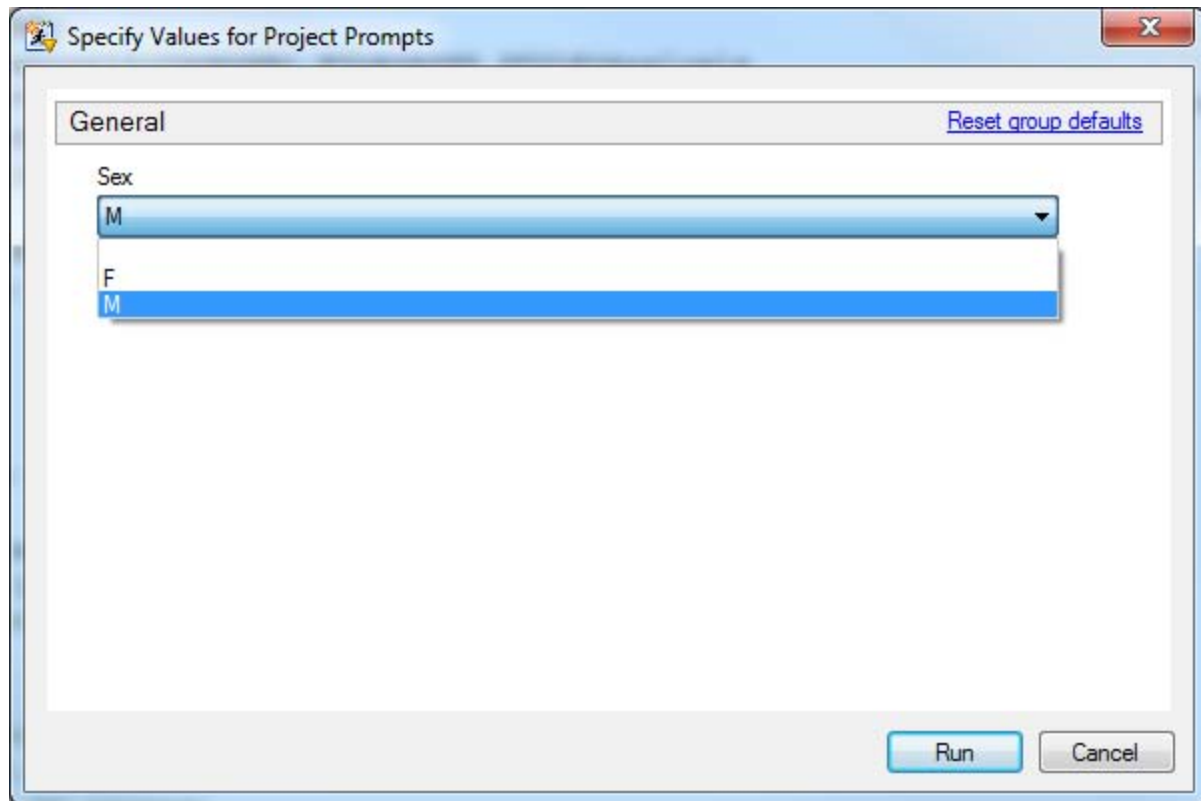 Specify Values for Project Prompts
General
Reset group defaults
Sex
M
F
M
Run
Cancel